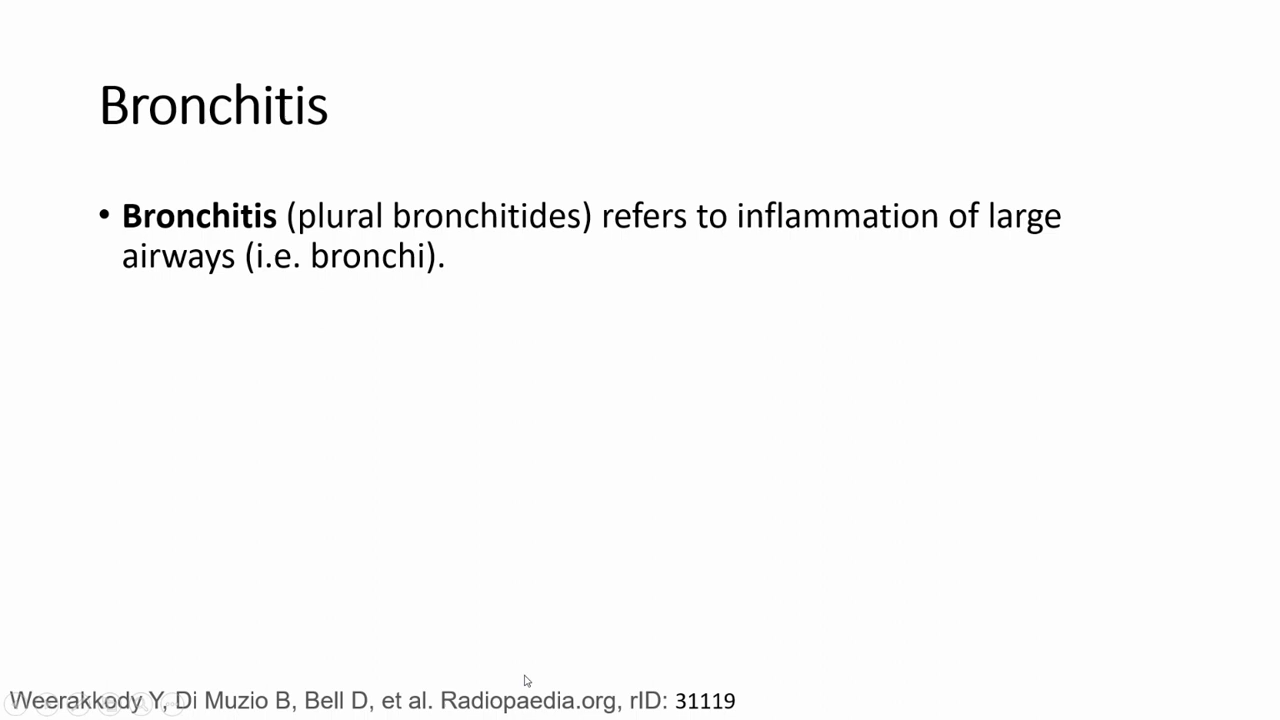 Bronchitis
• Bronchitis (plural bronchitides) refers to inflammation of large
airways (i.e. bronchi).
Weerakkody Y, Di Muzio B, Bell D, et al. Radiopaedia.org, rID: 31119